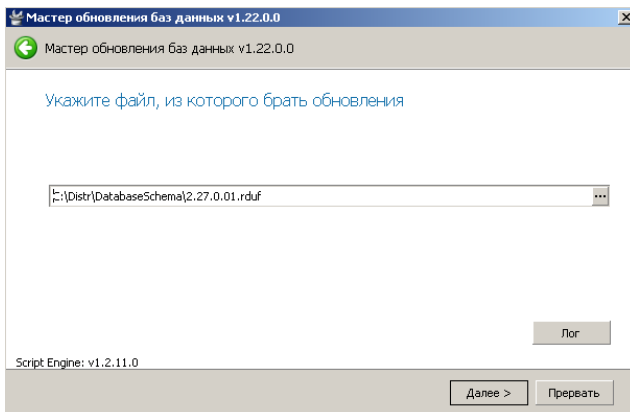 Мастер обновления баз данных v1.22.0.0
Мастер обновления баз данных v1.22.0.0
Укажите файл, из которого брать обновления
C:\Distr\DatabaseSchema\2.27.0.01.rduf
...
Лог
Script Engine: v1.2.11.0
Далее >
Прервать